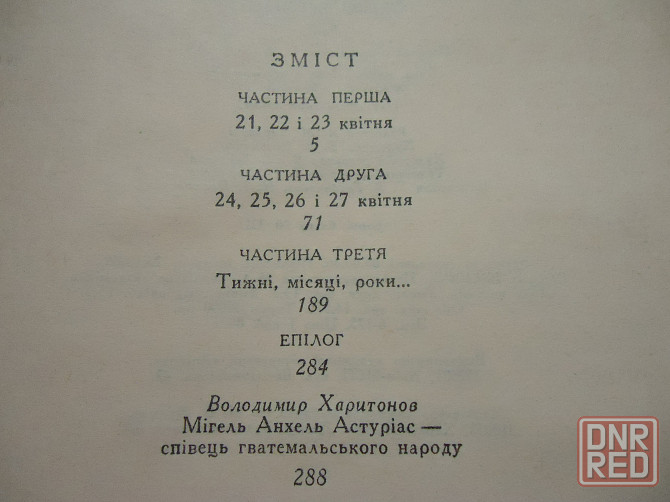 ЗМІСТ
ЧАСТИНА ПЕРША
21, 22 і 23 квітня
5
ЧАСТИНА ДРУГА
24, 25, 26 і 27 квітня
71
ЧАСТИНА ТРЕТЯ
Тижні, місяці, роки...
189
ЕПІЛОГ
284
Володимир Харитонов
Мігель Анхель Астуріас —
співець гватемальського народу
288
DNR
RED